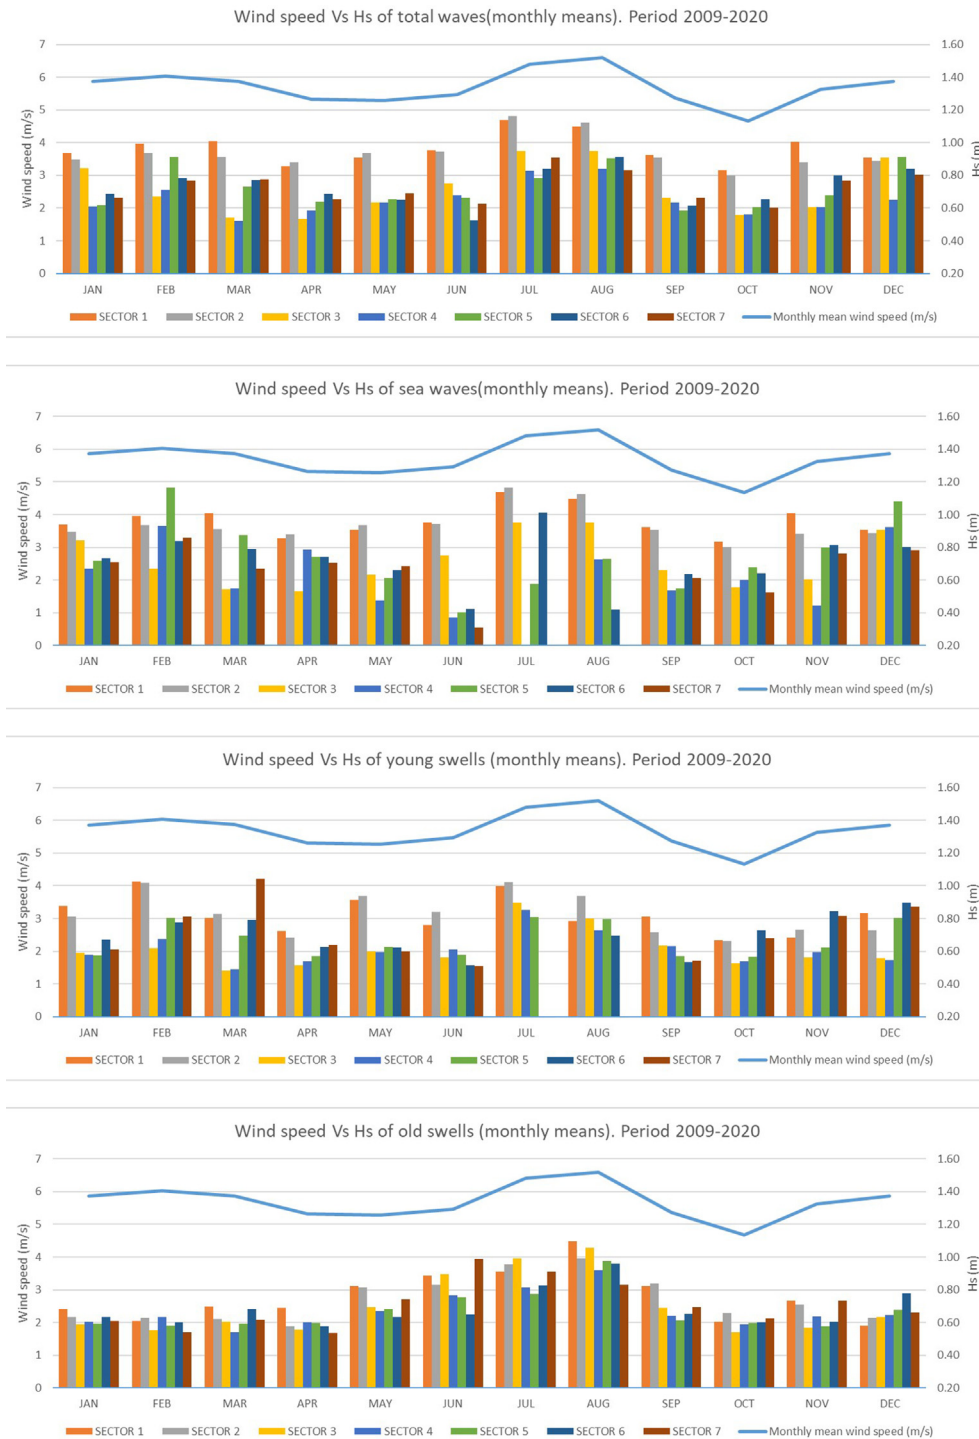 Wind speed Vs Hs of total waves(monthly means). Period 2009-2020
7 1.60
6 1.40
5 1.20
4 1.00
3 0.80
2 0.60
1 0.40
0 0.20
Wind speed (m/s)
Hs (m)
JAN FEB MAR APR MAY JUN JUL AUG SEP OCT NOV DEC
SECTOR 1 SECTOR 2 SECTOR 3 SECTOR 4 SECTOR 5 SECTOR 6 SECTOR 7 Monthly mean wind speed (m/s)
Wind speed Vs Hs of sea waves(monthly means). Period 2009-2020
7 1.60
6 1.40
5 1.20
4 1.00
3 0.80
2 0.60
1 0.40
0 0.20
Wind speed (m/s)
Hs (m)
JAN FEB MAR APR MAY JUN JUL AUG SEP OCT NOV DEC
SECTOR 1 SECTOR 2 SECTOR 3 SECTOR 4 SECTOR 5 SECTOR 6 SECTOR 7 Monthly mean wind speed (m/s)
Wind speed Vs Hs of young swells (monthly means). Period 2009-2020
7 1.60
6 1.40
5 1.20
4 1.00
3 0.80
2 0.60
1 0.40
0 0.20
Wind speed (m/s)
Hs (m)
JAN FEB MAR APR MAY JUN JUL AUG SEP OCT NOV DEC
SECTOR 1 SECTOR 2 SECTOR 3 SECTOR 4 SECTOR 5 SECTOR 6 SECTOR 7 Monthly mean wind speed (m/s)
Wind speed Vs Hs of old swells (monthly means). Period 2009-2020
7 1.60
6 1.40
5 1.20
4 1.00
3 0.80
2 0.60
1 0.40
0 0.20
Wind speed (m/s)
Hs (m)
JAN FEB MAR APR MAY JUN JUL AUG SEP OCT NOV DEC
SECTOR 1 SECTOR 2 SECTOR 3 SECTOR 4 SECTOR 5 SECTOR 6 SECTOR 7 Monthly mean wind speed (m/s)